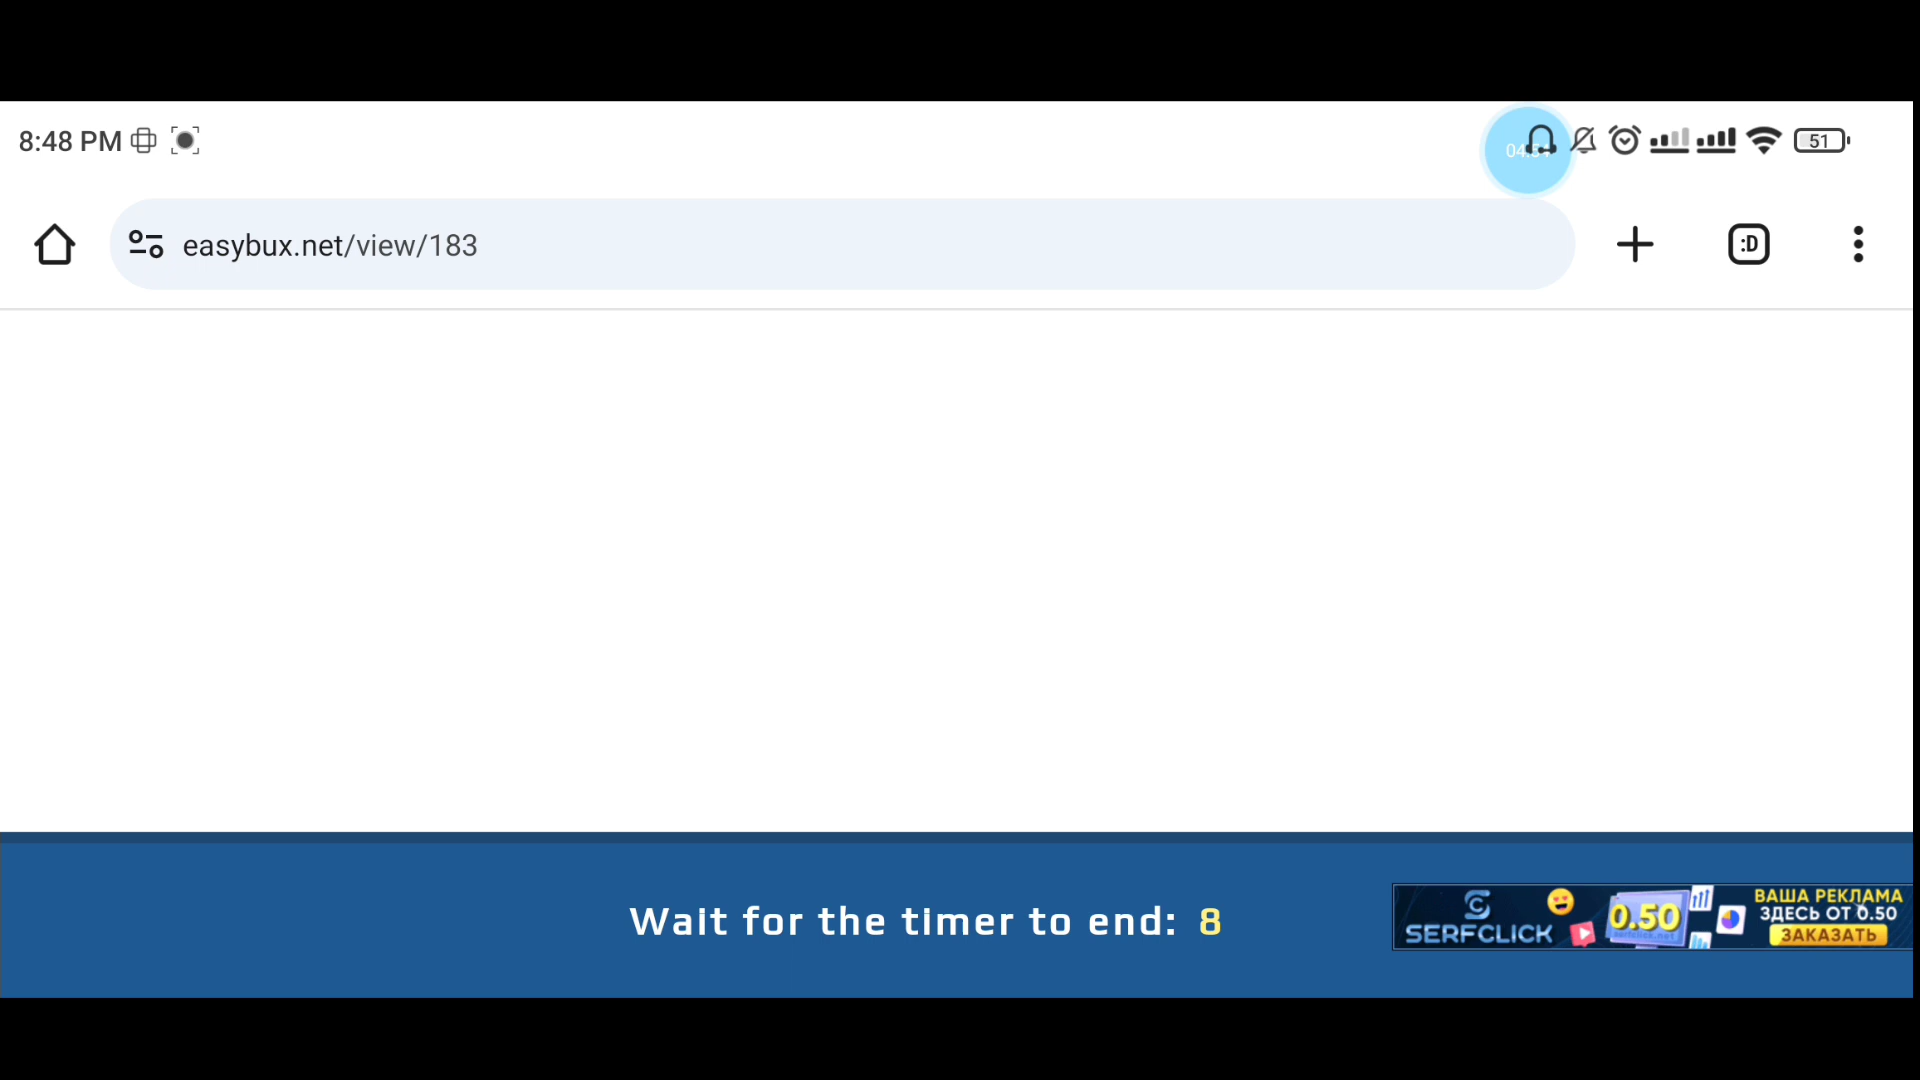 8:48 PM
51
easybux.net/view/183
:D
Wait for the timer to end: 8
SERFCLICK
0.50
ВАША РЕКЛАМА
ЗДЕСЬ ОТ 0.50
ЗАКАЗАТЬ